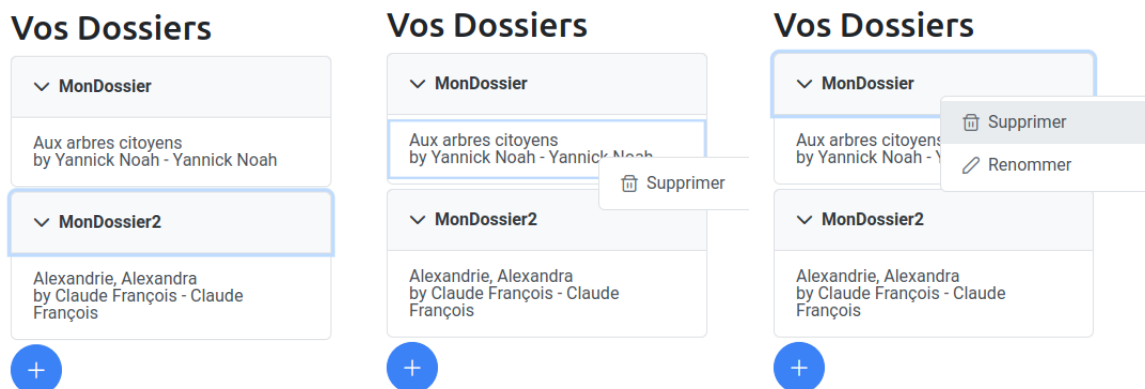 Vos Dossiers
MonDossier
Aux arbres citoyens
by Yannick Noah - Yannick Noah
MonDossier2
Alexandrie, Alexandra
by Claude François - Claude
François
Vos Dossiers
MonDossier
Aux arbres citoyens
by Yannick Noah - Yannick Noah
Supprimer
MonDossier2
Alexandrie, Alexandra
by Claude François - Claude
François
Vos Dossiers
MonDossier
Supprimer
Aux arbres citoyens
by Yannick Noah -
Renommer
MonDossier2
Alexandrie, Alexandra
by Claude François - Claude
François